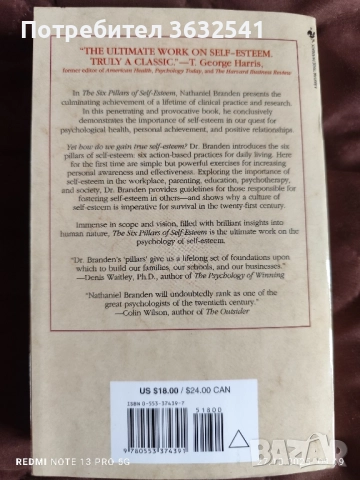 Потребител 3632551
"THE ULTIMATE WORK ON SELF-ESTEEM.
TRULY A CLASSIC."—T. George Harris,
former editor of American Health, Psychology Today, and The Harvard Business Review
In The Six Pillars of Self-Esteem, Nathaniel Branden presents the
culminating achievement of a lifetime of clinical practice and research.
In this penetrating and provocative book, he conclusively
demonstrates the importance of self-esteem in our quest for
psychological health, personal achievement, and positive relationships.
Yet how do we gain true self-esteem? Dr. Branden introduces the six
pillars of self-esteem: six action-based practices for daily living. Here
for the first time are simple but powerful exercises for increasing
personal awareness and effectiveness. Exploring the importance
of self-esteem in the workplace, parenting, education, psychotherapy,
and society, Dr. Branden provides guidelines for those responsible for
fostering self-esteem in others—and shows why a culture of
self-esteem is imperative for survival in the twenty-first century.
Immense in scope and vision, filled with brilliant insights into
human nature, The Six Pillars of Self-Esteem is the ultimate work on the
psychology of self-esteem.
"Dr. Branden's 'pillars' give us a lifelong set of foundations upon
which to build our families, our schools, and our businesses."
—Denis Waitley, Ph.D., author of The Psychology of Winning
"Nathaniel Branden will undoubtedly rank as one of the
great psychologists of the twentieth century."
—Colin Wilson, author of The Outsider
US $18.00 / $24.00 CAN
ISBN 0-553-37439-7
51800
9 780553 374391
REDMI NOTE 13 PRO 5G